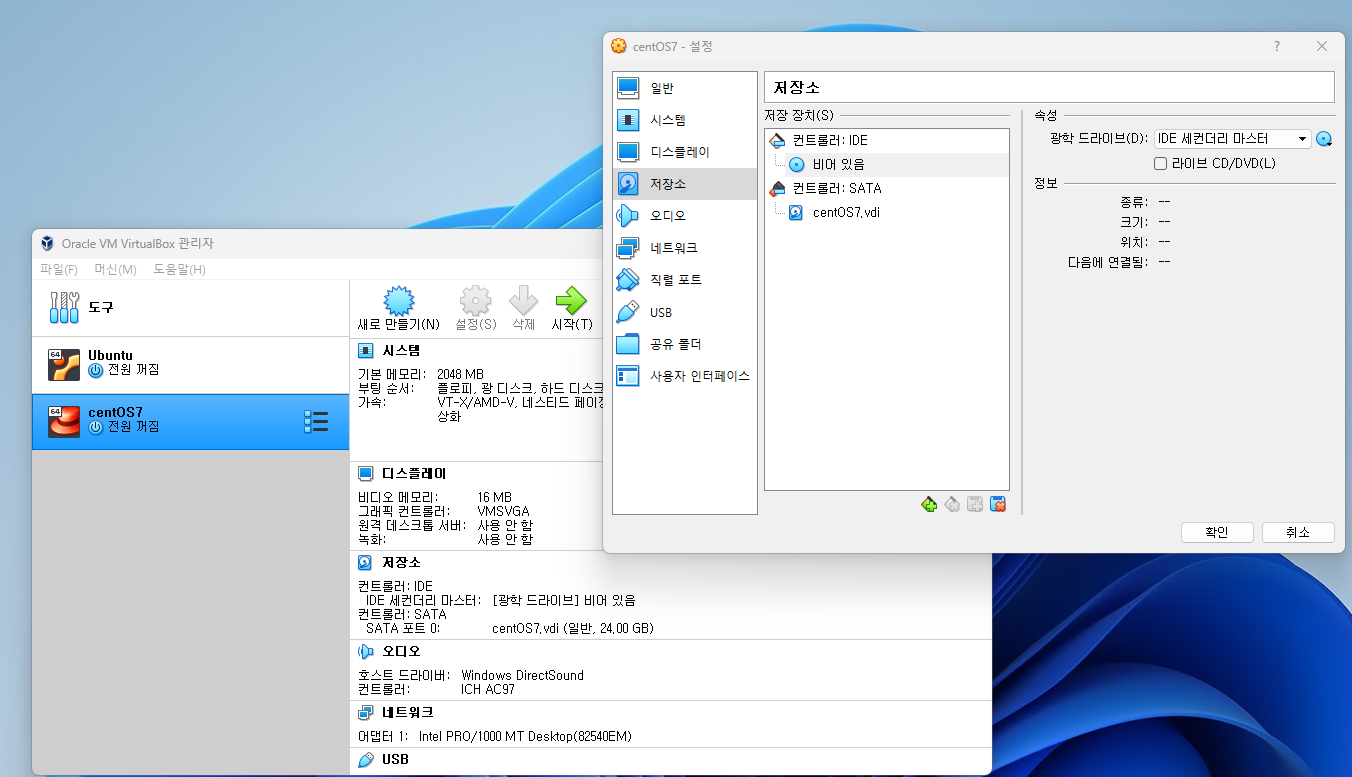 centOS7 - 설정
?
일반
시스템
디스플레이
저장소
오디오
네트워크
직렬 포트
USB
공유 폴더
사용자 인터페이스
저장소
저장 장치(S)
컨트롤러: IDE
비어 있음
컨트롤러: SATA
centOS7.vdi
속성
광학 드라이브(D): IDE 세컨더리 마스터
라이브 CD/DVD(L)
정보
종류: --
크기: --
위치: --
다음에 연결됨: --
확인 취소
Oracle VM VirtualBox 관리자
파일(F) 머신(M) 도움말(H)
도구
64 Ubuntu
전원 꺼짐
64 centOS7
전원 꺼짐
새로 만들기(N) 설정(S) 삭제 시작(T)
시스템
기본 메모리: 2048 MB
부팅 순서: 플로피, 광 디스크, 하드 디스크
가속: VT-x/AMD-V, 네스티드 페이징
상화
디스플레이
비디오 메모리: 16 MB
그래픽 컨트롤러: VMSVGA
원격 데스크톱 서버: 사용 안 함
녹화: 사용 안 함
저장소
컨트롤러: IDE
IDE 세컨더리 마스터: [광학 드라이브] 비어 있음
컨트롤러: SATA
SATA 포트 0: centOS7.vdi (일반, 24.00 GB)
오디오
호스트 드라이버: Windows DirectSound
컨트롤러: ICH AC97
네트워크
어댑터 1: Intel PRO/1000 MT Desktop(82540EM)
USB